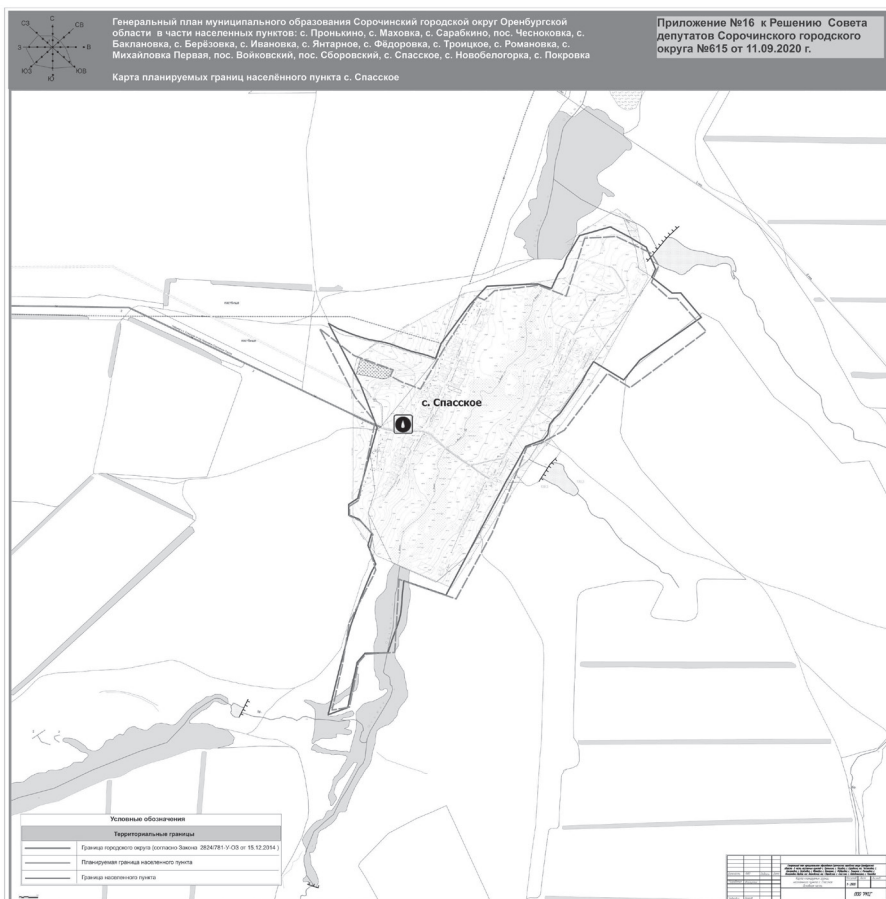 С
СВ
В
ЮВ
Ю
ЮЗ
З
СЗ
Генеральный план муниципального образования Сорочинский городской округ Оренбургской
области в части населенных пунктов: с. Пронькино, с. Маховка, с. Сарабкино, пос. Чесноковка, с.
Баклановка, с. Берёзовка, с. Ивановка, с. Янтарное, с. Фёдоровка, с. Троицкое, с. Романовка, с.
Михайловка Первая, пос. Войковский, пос. Сборовский, с. Спасское, с. Новобелогорка, с. Покровка
Карта планируемых границ населённого пункта с. Спасское
Приложение №16 к Решению Совета
депутатов Сорочинского городского
округа №615 от 11.09.2020 г.
с. Спасское
Условные обозначения
Территориальные границы
Граница городского округа (согласно Закона 2824/781-V-ОЗ от 15.12.2014 )
Планируемая граница населенного пункта
Граница населенного пункта